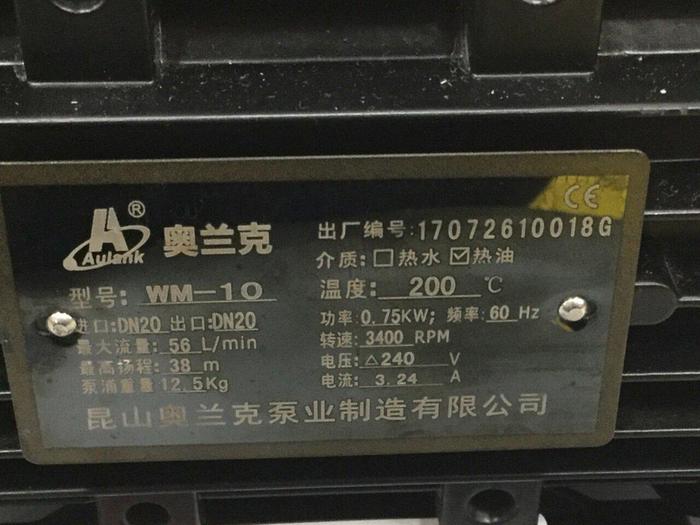 CE
Aulank ® 奥兰克
出厂编号:17072610018G
介质:☐热水 ☑热油
型号: WM-10
温度: 200 ℃
进口:DN20 出口:DN20
功率:0.75KW; 频率:60 Hz
最大流量: 56 L/min
转速:3400 RPM
最高扬程: 38 m
电压:△240 V
泵浦重量:12.5Kg
电流: 3.24 A
昆山奥兰克泵业制造有限公司